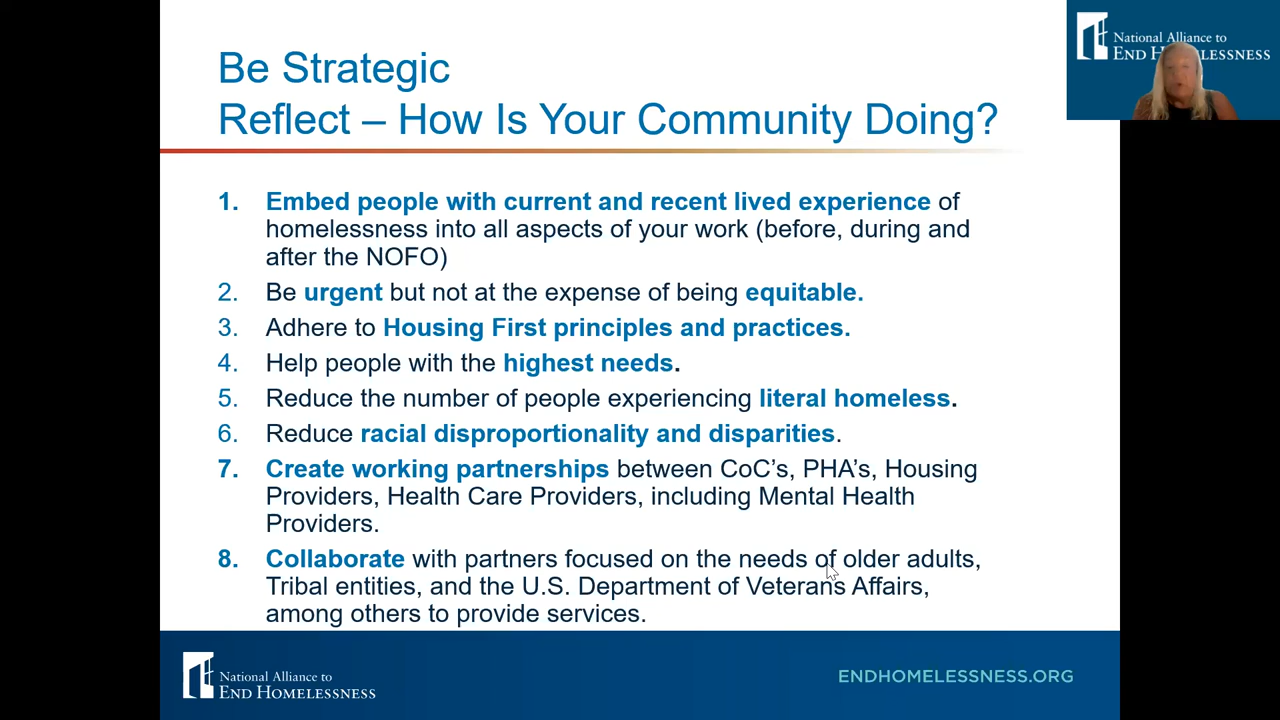 Be Strategic
Reflect – How Is Your Community Doing?
National Alliance to
END HOMELESSNESS
1. Embed people with current and recent lived experience of
homelessness into all aspects of your work (before, during and
after the NOFO)
2. Be urgent but not at the expense of being equitable.
3. Adhere to Housing First principles and practices.
4. Help people with the highest needs.
5. Reduce the number of people experiencing literal homeless.
6. Reduce racial disproportionality and disparities.
7. Create working partnerships between CoC's, PHA's, Housing
Providers, Health Care Providers, including Mental Health
Providers.
8. Collaborate with partners focused on the needs of older adults,
Tribal entities, and the U.S. Department of Veterans Affairs,
among others to provide services.
National Alliance to
END HOMELESSNESS
ENDHOMELESSNESS.ORG